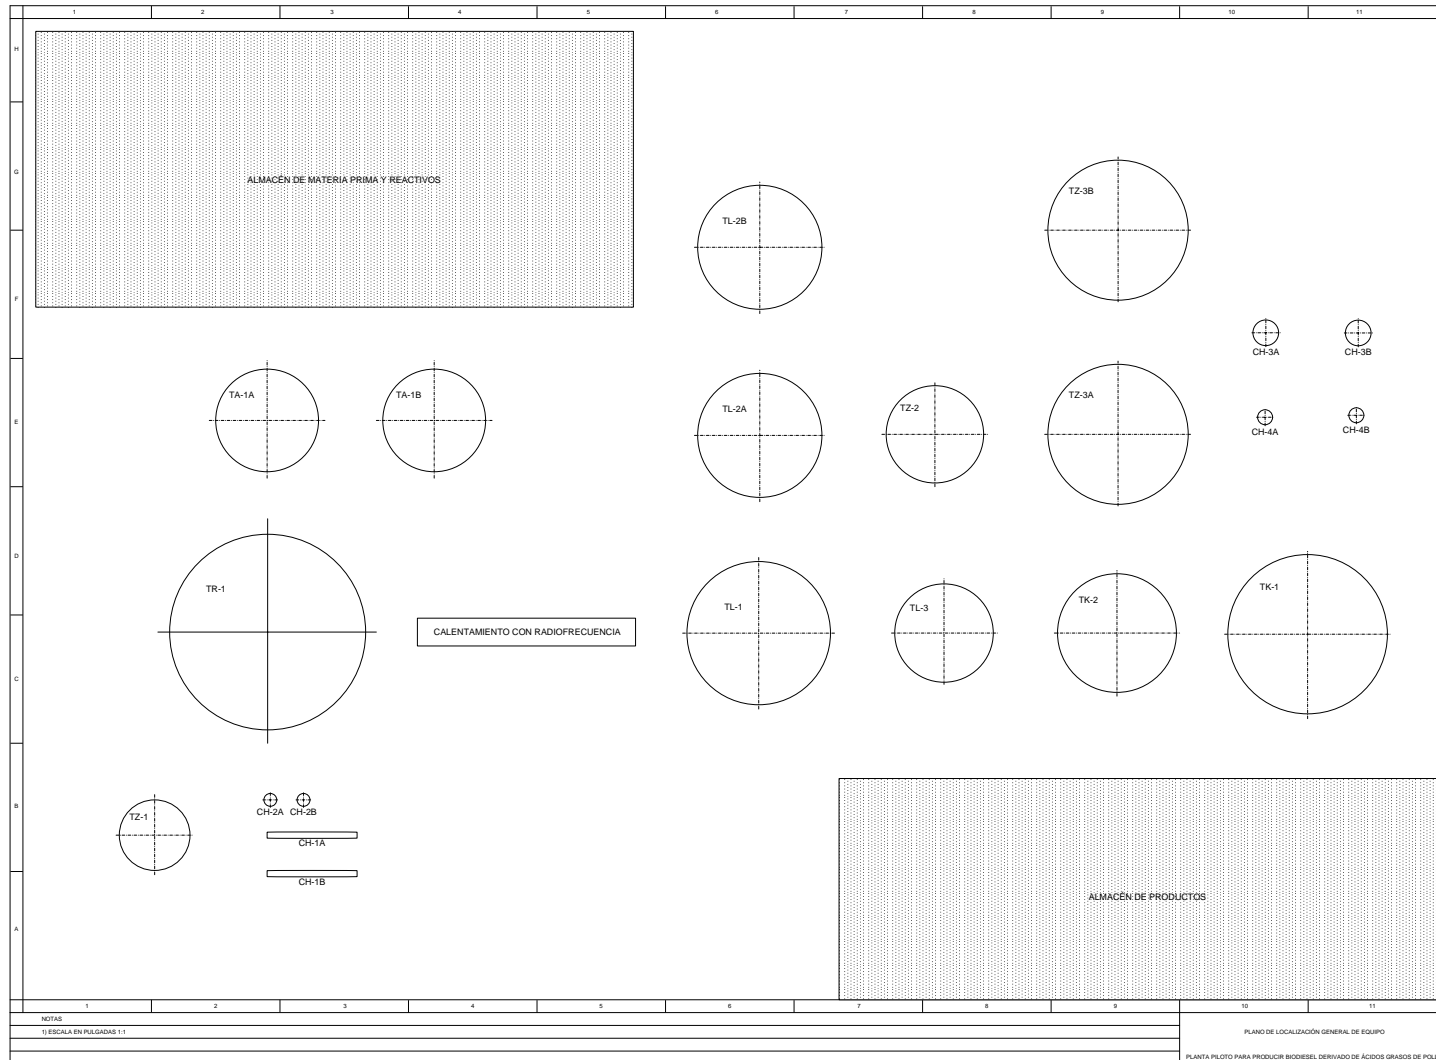 1 2 3 4 5 6 7 8 9 10 11
H
ALMACÉN DE MATERIA PRIMA Y REACTIVOS
G
TZ-3B
TL-2B
F
CH-3A CH-3B
TA-1A TA-1B
TL-2A TZ-2 TZ-3A
E
CH-4A CH-4B
D
TR-1
TK-1
TL-1 TL-3 TK-2
CALENTAMIENTO CON RADIOFRECUENCIA
C
B
CH-2A CH-2B
TZ-1
CH-1A
CH-1B
ALMACÉN DE PRODUCTOS
A
1 2 3 4 5 6 7 8 9 10 11
NOTAS
1) ESCALA EN PULGADAS 1:1
PLANO DE LOCALIZACIÓN GENERAL DE EQUIPO
PLANTA PILOTO PARA PRODUCIR BIODIESEL DERIVADO DE ÁCIDOS GRASOS DE